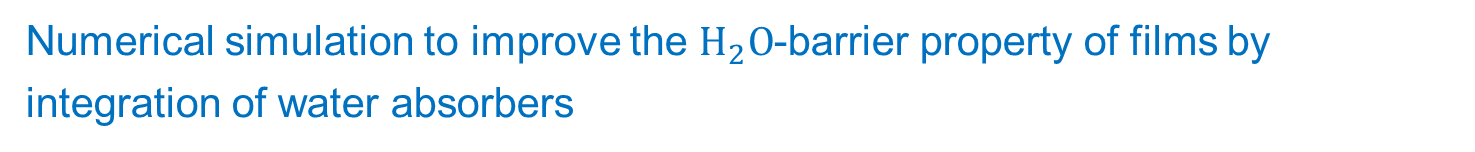 Numerical simulation to improve the H₂O-barrier property of films by
integration of water absorbers